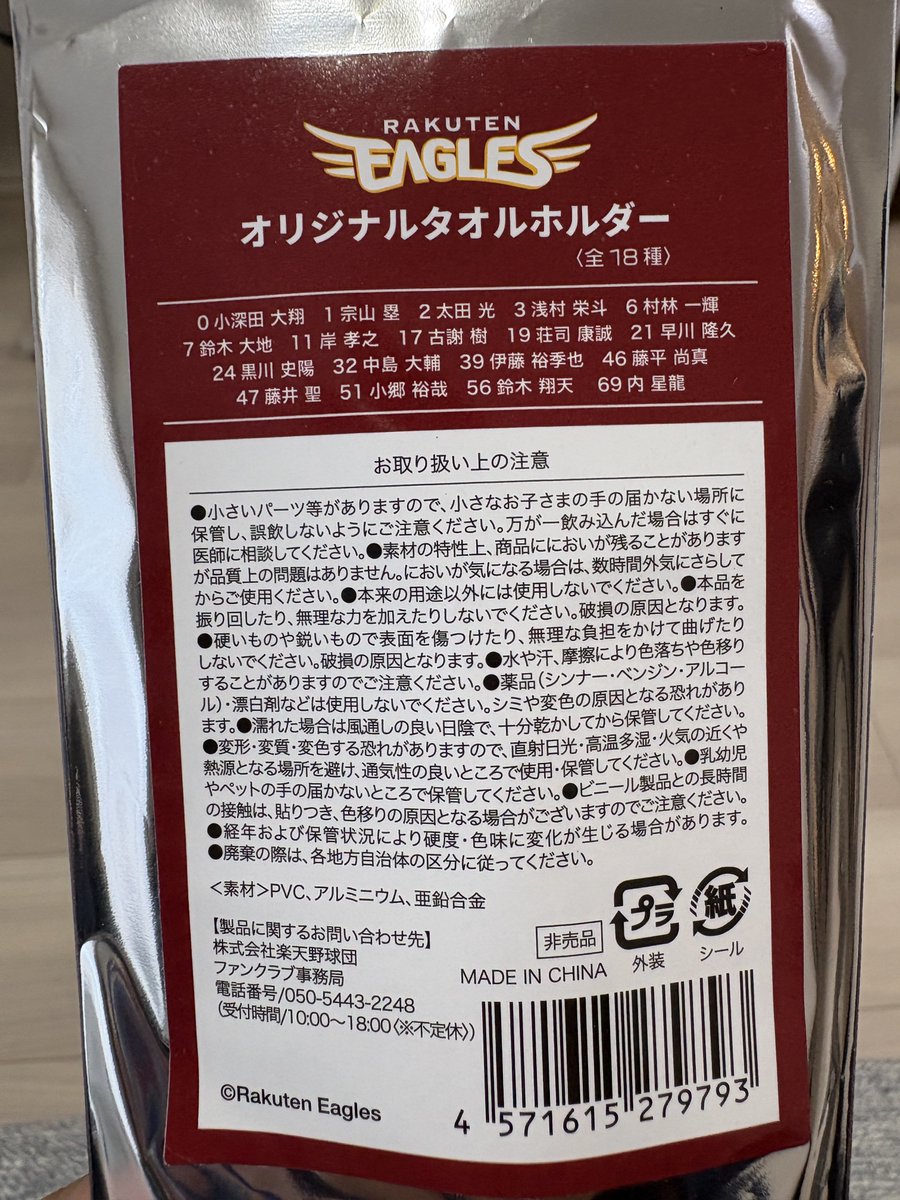 RAKUTEN
EAGLES
オリジナルタオルホルダー
〈全18種〉
0 小深田 大翔 1 宗山 塁 2 太田 光 3 浅村 栄斗 6 村林 一輝
7 鈴木 大地 11 岸 孝之 17 古謝 樹 19 荘司 康誠 21 早川 隆久
24 黒川 史陽 32 中島 大輔 39 伊藤 裕季也 46 藤平 尚真
47 藤井 聖 51 小郷 裕哉 56 鈴木 翔天 69 内 星龍
お取り扱い上の注意
●小さいパーツ等がありますので、小さなお子さまの手の届かない場所に
保管し、誤飲しないようにご注意ください。万が一飲み込んだ場合はすぐに
医師に相談してください。●素材の特性上、商品ににおいが残ることがあります
が品質上の問題はありません。においが気になる場合は、数時間外気にさらして
からご使用ください。●本来の用途以外には使用しないでください。●本品を
振り回したり、無理な力を加えたりしないでください。破損の原因となります。
●硬いものや鋭いもので表面を傷つけたり、無理な負担をかけて曲げたり
しないでください。破損の原因となります。●水や汗、摩擦により色落ちや色移り
することがありますのでご注意ください。●薬品(シンナー・ベンジン・アルコー
ル)・漂白剤などは使用しないでください。シミや変色の原因となる恐れがあり
ます。●濡れた場合は風通しの良い日陰で、十分乾かしてから保管してください。
●変形・変質・変色する恐れがありますので、直射日光・高温多湿・火気の近くや
熱源となる場所を避け、通気性の良いところで使用・保管してください。●乳幼児
やペットの手の届かないところで保管してください。●ビニール製品との長時間
の接触は、貼りつき、色移りの原因となる場合がございますのでご注意ください。
●経年および保管状況により硬度・色味に変化が生じる場合があります。
●廃棄の際は、各地方自治体の区分に従ってください。
<素材>PVC、アルミニウム、亜鉛合金
【製品に関するお問い合わせ先】
株式会社楽天野球団
ファンクラブ事務局
電話番号/050-5443-2248
(受付時間/10:00～18:00〈※不定休〉)
非売品
MADE IN CHINA
プラ
外装
紙
シール
©Rakuten Eagles
4 571615 279793